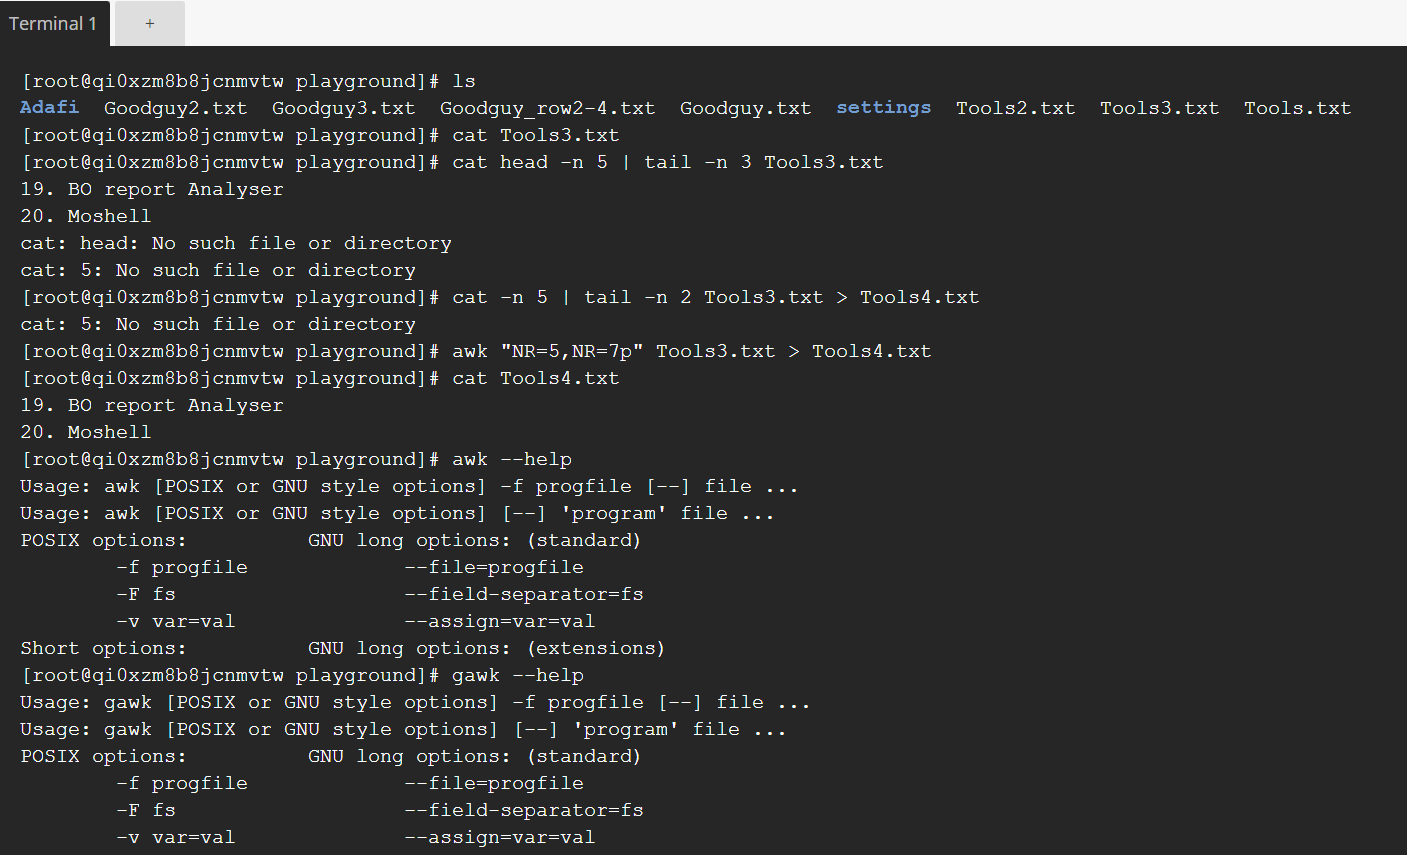 Terminal 1 +
[root@qi0xzm8b8jcnmvtw playground]# ls
Adafi  Goodguy2.txt  Goodguy3.txt  Goodguy_row2-4.txt  Goodguy.txt  settings  Tools2.txt  Tools3.txt  Tools.txt
[root@qi0xzm8b8jcnmvtw playground]# cat Tools3.txt
[root@qi0xzm8b8jcnmvtw playground]# cat head -n 5 | tail -n 3 Tools3.txt
19. BO report Analyser
20. Moshell
cat: head: No such file or directory
cat: 5: No such file or directory
[root@qi0xzm8b8jcnmvtw playground]# cat -n 5 | tail -n 2 Tools3.txt > Tools4.txt
cat: 5: No such file or directory
[root@qi0xzm8b8jcnmvtw playground]# awk "NR=5,NR=7p" Tools3.txt > Tools4.txt
[root@qi0xzm8b8jcnmvtw playground]# cat Tools4.txt
19. BO report Analyser
20. Moshell
[root@qi0xzm8b8jcnmvtw playground]# awk --help
Usage: awk [POSIX or GNU style options] -f progfile [--] file ...
Usage: awk [POSIX or GNU style options] [--] 'program' file ...
POSIX options:          GNU long options: (standard)
        -f progfile             --file=progfile
        -F fs                   --field-separator=fs
        -v var=val              --assign=var=val
Short options:          GNU long options: (extensions)
[root@qi0xzm8b8jcnmvtw playground]# gawk --help
Usage: gawk [POSIX or GNU style options] -f progfile [--] file ...
Usage: gawk [POSIX or GNU style options] [--] 'program' file ...
POSIX options:          GNU long options: (standard)
        -f progfile             --file=progfile
        -F fs                   --field-separator=fs
        -v var=val              --assign=var=val